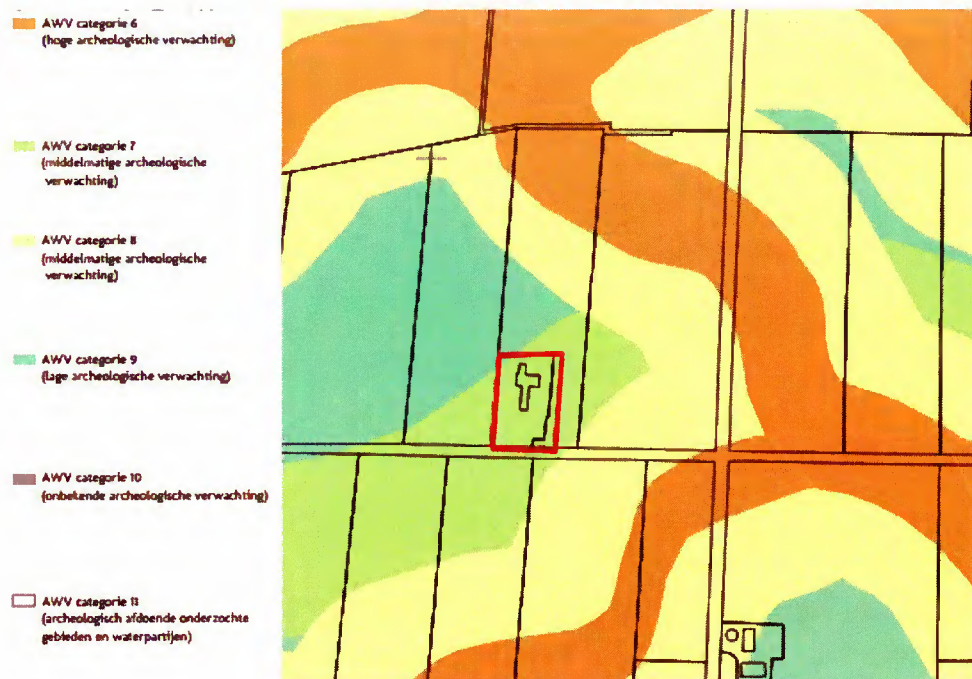 AWV categorie 6
(hoge archeologische verwachting)
AWV categorie 7
(middelmatige archeologische
verwachting)
AWV categorie 8
(middelmatige archeologische
verwachting)
AWV categorie 9
(lage archeologische verwachting)
AWV categorie 10
(onbekende archeologische verwachting)
AWV categorie 11
(archeologisch afdoende onderzochte
gebieden en waterpartijen)